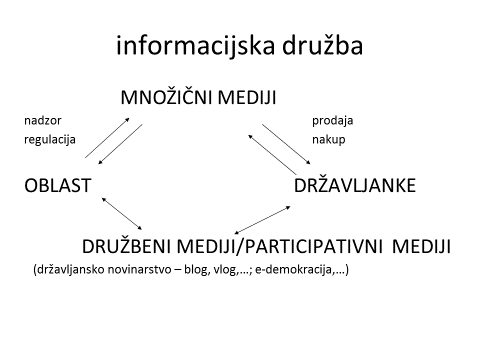 informacijska družba
MNOŽIČNI MEDIJI
nadzor
regulacija
prodaja
nakup
OBLAST
DRŽAVLJANKE
DRUŽBENI MEDIJI/PARTICIPATIVNI  MEDIJI
(državljansko novinarstvo – blog, vlog,…; e-demokracija,…)